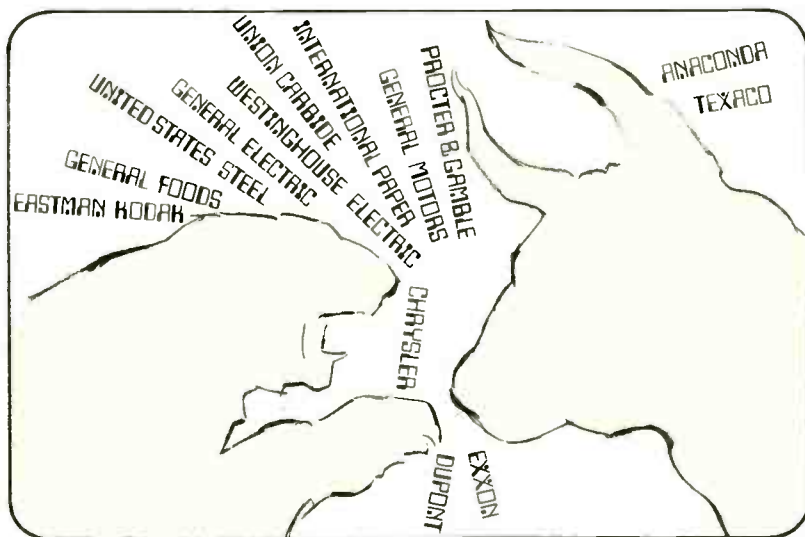 EASTMAN KODAK
GENERAL FOODS
UNITED STATES STEEL
GENERAL ELECTRIC
WESTINGHOUSE ELECTRIC
UNION CARBIDE
INTERNATIONAL PAPER
GENERAL MOTORS
PROCTER & GAMBLE
ANACONDA
TEXACO
CHRYSLER
DUPONT
EXXON